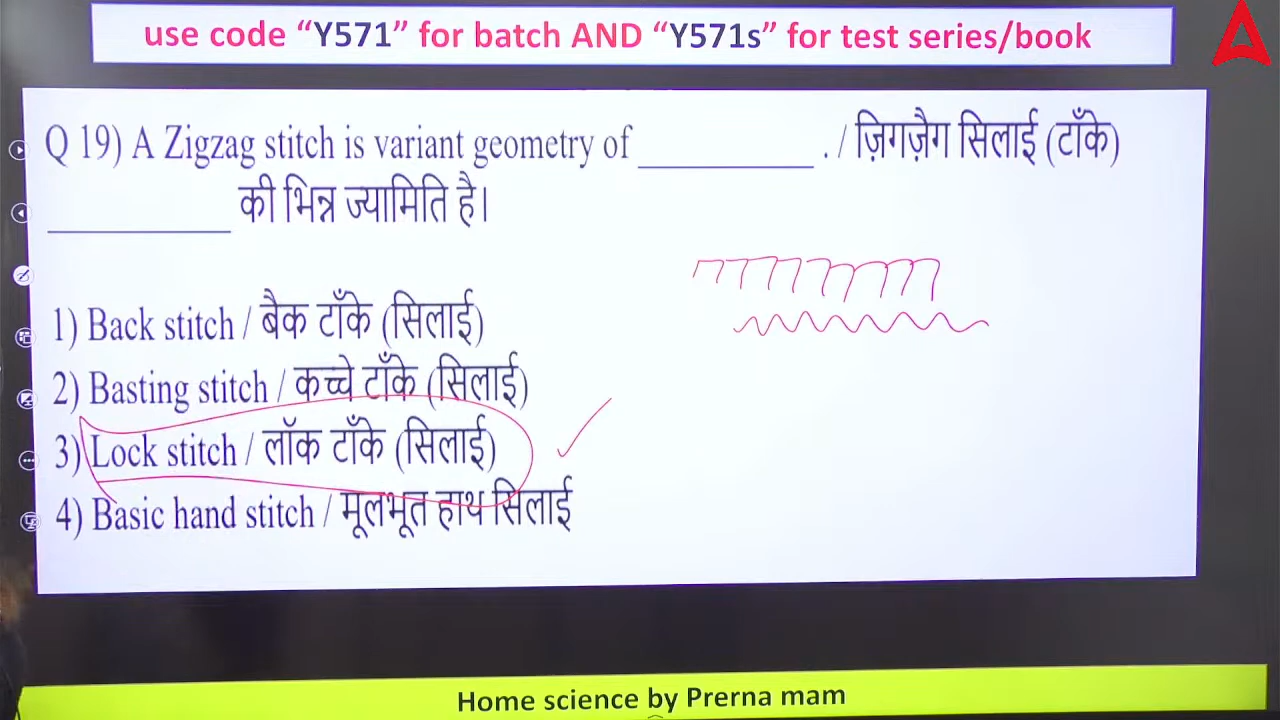 use code “Y571” for batch AND “Y571s” for test series/book
Q 19) A Zigzag stitch is variant geometry of __________ . / ज़िगज़ैग सिलाई (टाँके)
__________ की भिन्न ज्यामिति है।
1) Back stitch / बैक टाँके (सिलाई)
2) Basting stitch / कच्चे टाँके (सिलाई)
3) Lock stitch / लॉक टाँके (सिलाई)
4) Basic hand stitch / मूलभूत हाथ सिलाई
Home science by Prerna mam